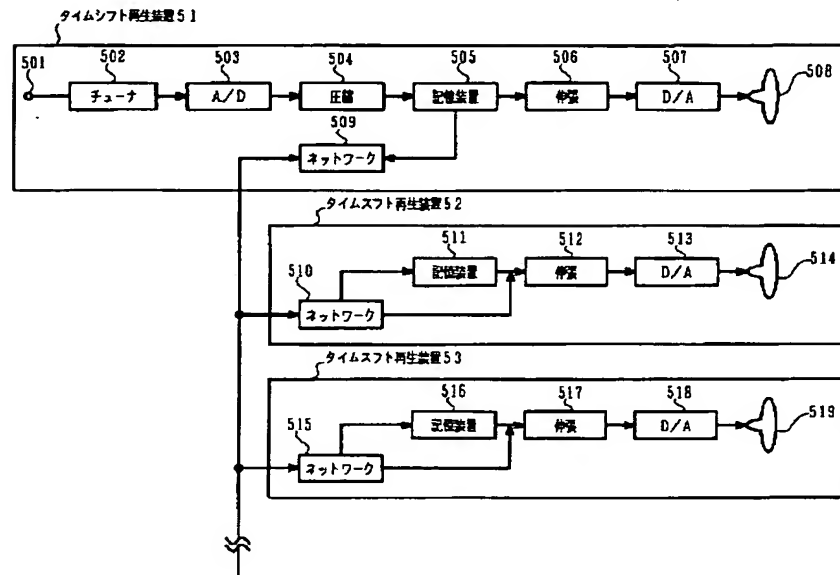 タイムシフト再生装置51
501
502
503
504
505
506
507
508
チューナ
A/D
圧縮
記憶装置
伸張
D/A
509
ネットワーク
タイムスフト再生装置52
510
511
512
513
514
記憶装置
伸張
D/A
ネットワーク
タイムスフト再生装置53
515
516
517
518
519
記憶装置
伸張
D/A
ネットワーク